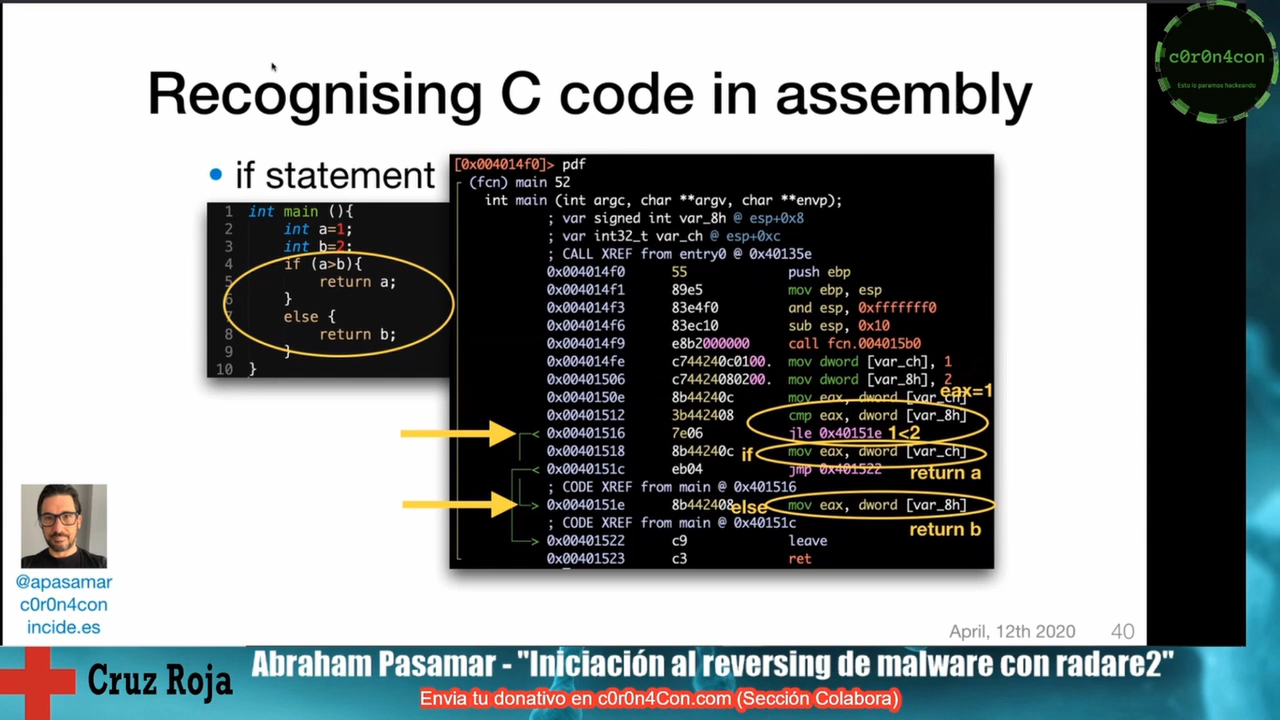 c0r0n4con
Esto lo paramos hackeando
Recognising C code in assembly
• if statement
1 int main (){
2 int a=1;
3 int b=2;
4 if (a>b){
5 return a;
6 }
7 else {
8 return b;
9 }
10 }
[0x004014f0]> pdf
(fcn) main 52
int main (int argc, char **argv, char **envp);
; var signed int var_8h @ esp+0x8
; var int32_t var_ch @ esp+0xc
; CALL XREF from entry0 @ 0x40135e
0x004014f0 55 push ebp
0x004014f1 89e5 mov ebp, esp
0x004014f3 83e4f0 and esp, 0xfffffff0
0x004014f6 83ec10 sub esp, 0x10
0x004014f9 e8b2000000 call fcn.004015b0
0x004014fe c744240c0100. mov dword [var_ch], 1
0x00401506 c74424080200. mov dword [var_8h], 2
0x0040150e 8b44240c mov eax, dword [var_ch]
eax=1
0x00401512 3b442408 cmp eax, dword [var_8h]
0x00401516 7e06 jle 0x40151e 1<2
0x00401518 8b44240c if mov eax, dword [var_ch]
0x0040151c eb04 jmp 0x401522 return a
; CODE XREF from main @ 0x401516
0x0040151e 8b442408 else mov eax, dword [var_8h]
; CODE XREF from main @ 0x40151c
return b
0x00401522 c9 leave
0x00401523 c3 ret
@apasamar
c0r0n4con
incide.es
April, 12th 2020 40
Cruz Roja
Abraham Pasamar - "Iniciación al reversing de malware con radare2"
Envia tu donativo en c0r0n4Con.com (Sección Colabora)